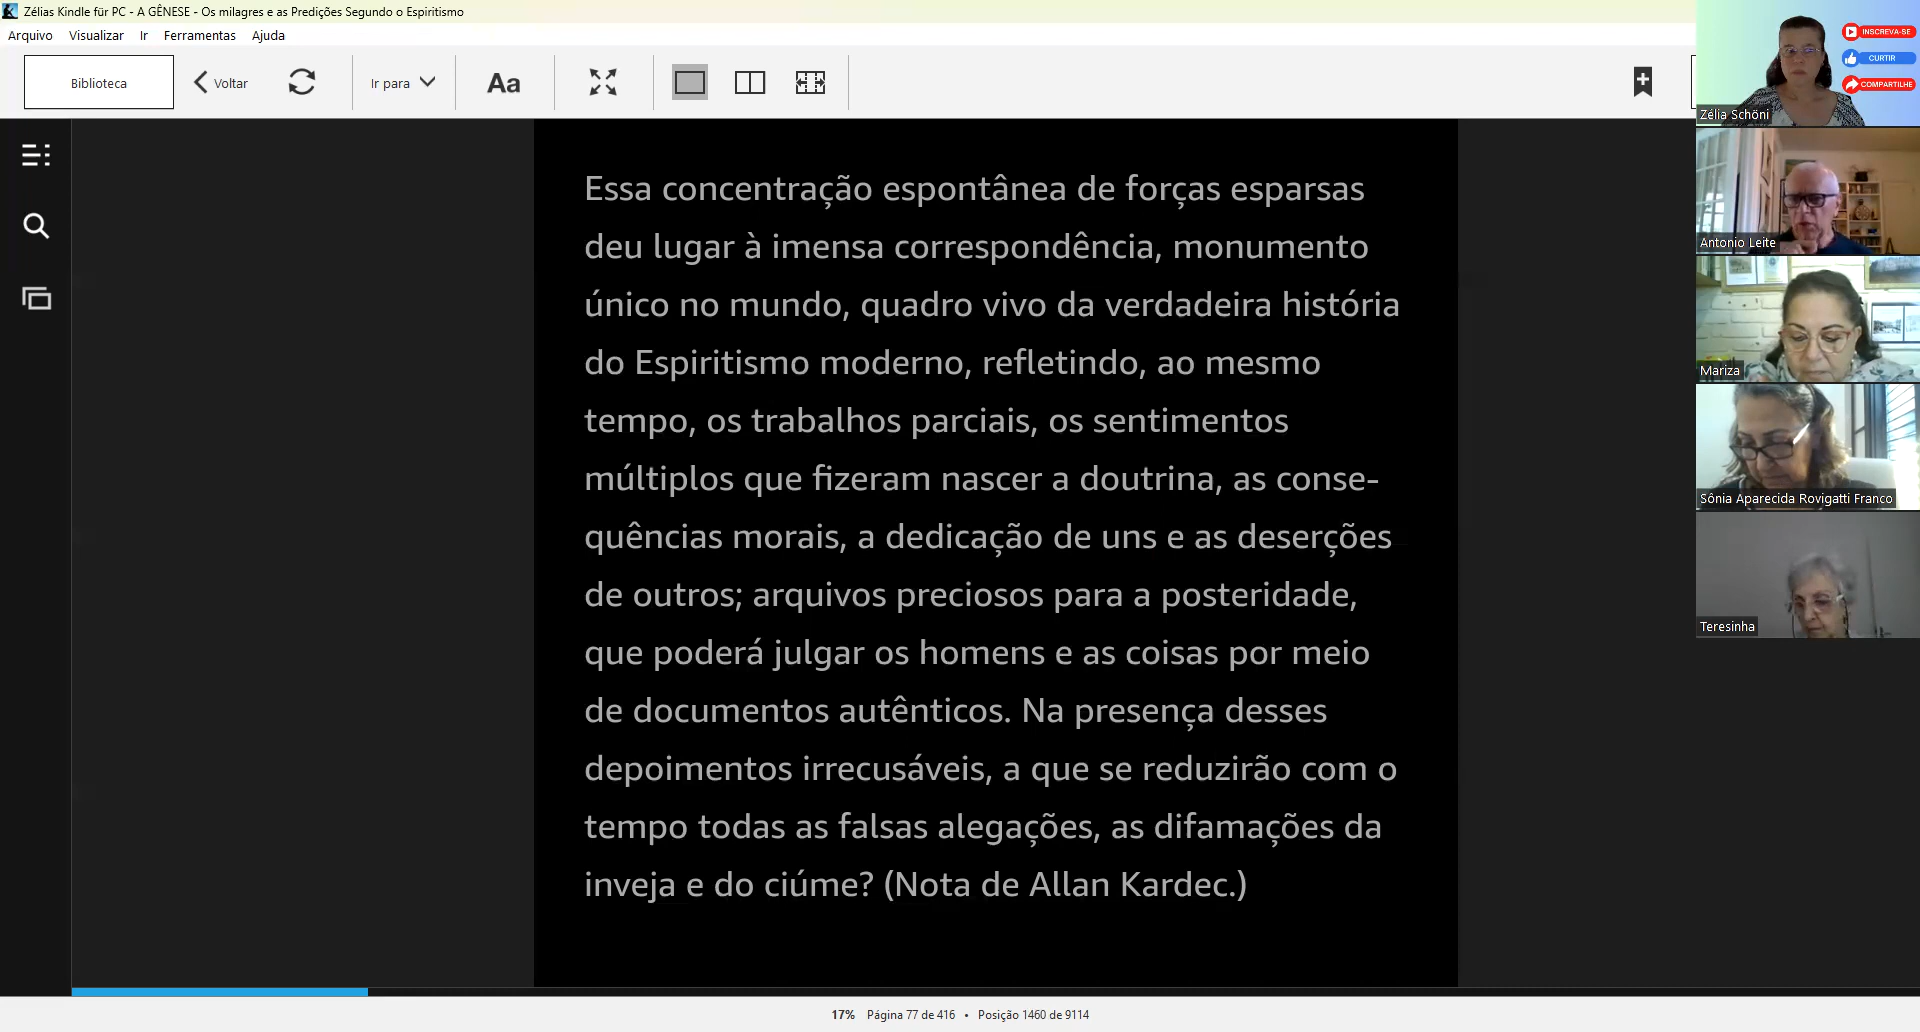 Zélias Kindle für PC - A GÊNESE - Os milagres e as Predições Segundo o Espiritismo
Arquivo Visualizar Ir Ferramentas Ajuda
Biblioteca Voltar Ir para Aa
INSCREVA-SE
CURTIR
COMPARTILHE
Zélia Schöni
Antonio Leite
Mariza
Sônia Aparecida Rovigatti Franco
Teresinha
Essa concentração espontânea de forças esparsas
deu lugar à imensa correspondência, monumento
único no mundo, quadro vivo da verdadeira história
do Espiritismo moderno, refletindo, ao mesmo
tempo, os trabalhos parciais, os sentimentos
múltiplos que fizeram nascer a doutrina, as conse-
quências morais, a dedicação de uns e as deserções
de outros; arquivos preciosos para a posteridade,
que poderá julgar os homens e as coisas por meio
de documentos autênticos. Na presença desses
depoimentos irrecusáveis, a que se reduzirão com o
tempo todas as falsas alegações, as difamações da
inveja e do ciúme? (Nota de Allan Kardec.)
17% Página 77 de 416 • Posição 1460 de 9114